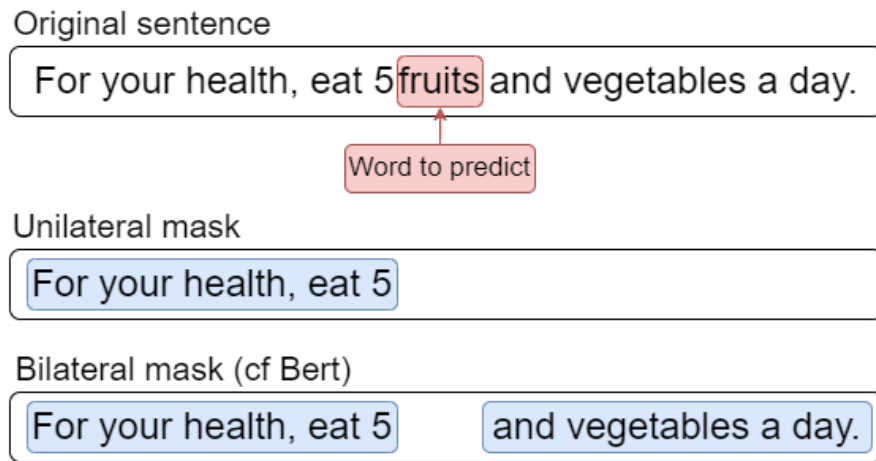 Original sentence
For your health, eat 5 fruits and vegetables a day.
Word to predict
Unilateral mask
For your health, eat 5
Bilateral mask (cf Bert)
For your health, eat 5 and vegetables a day.